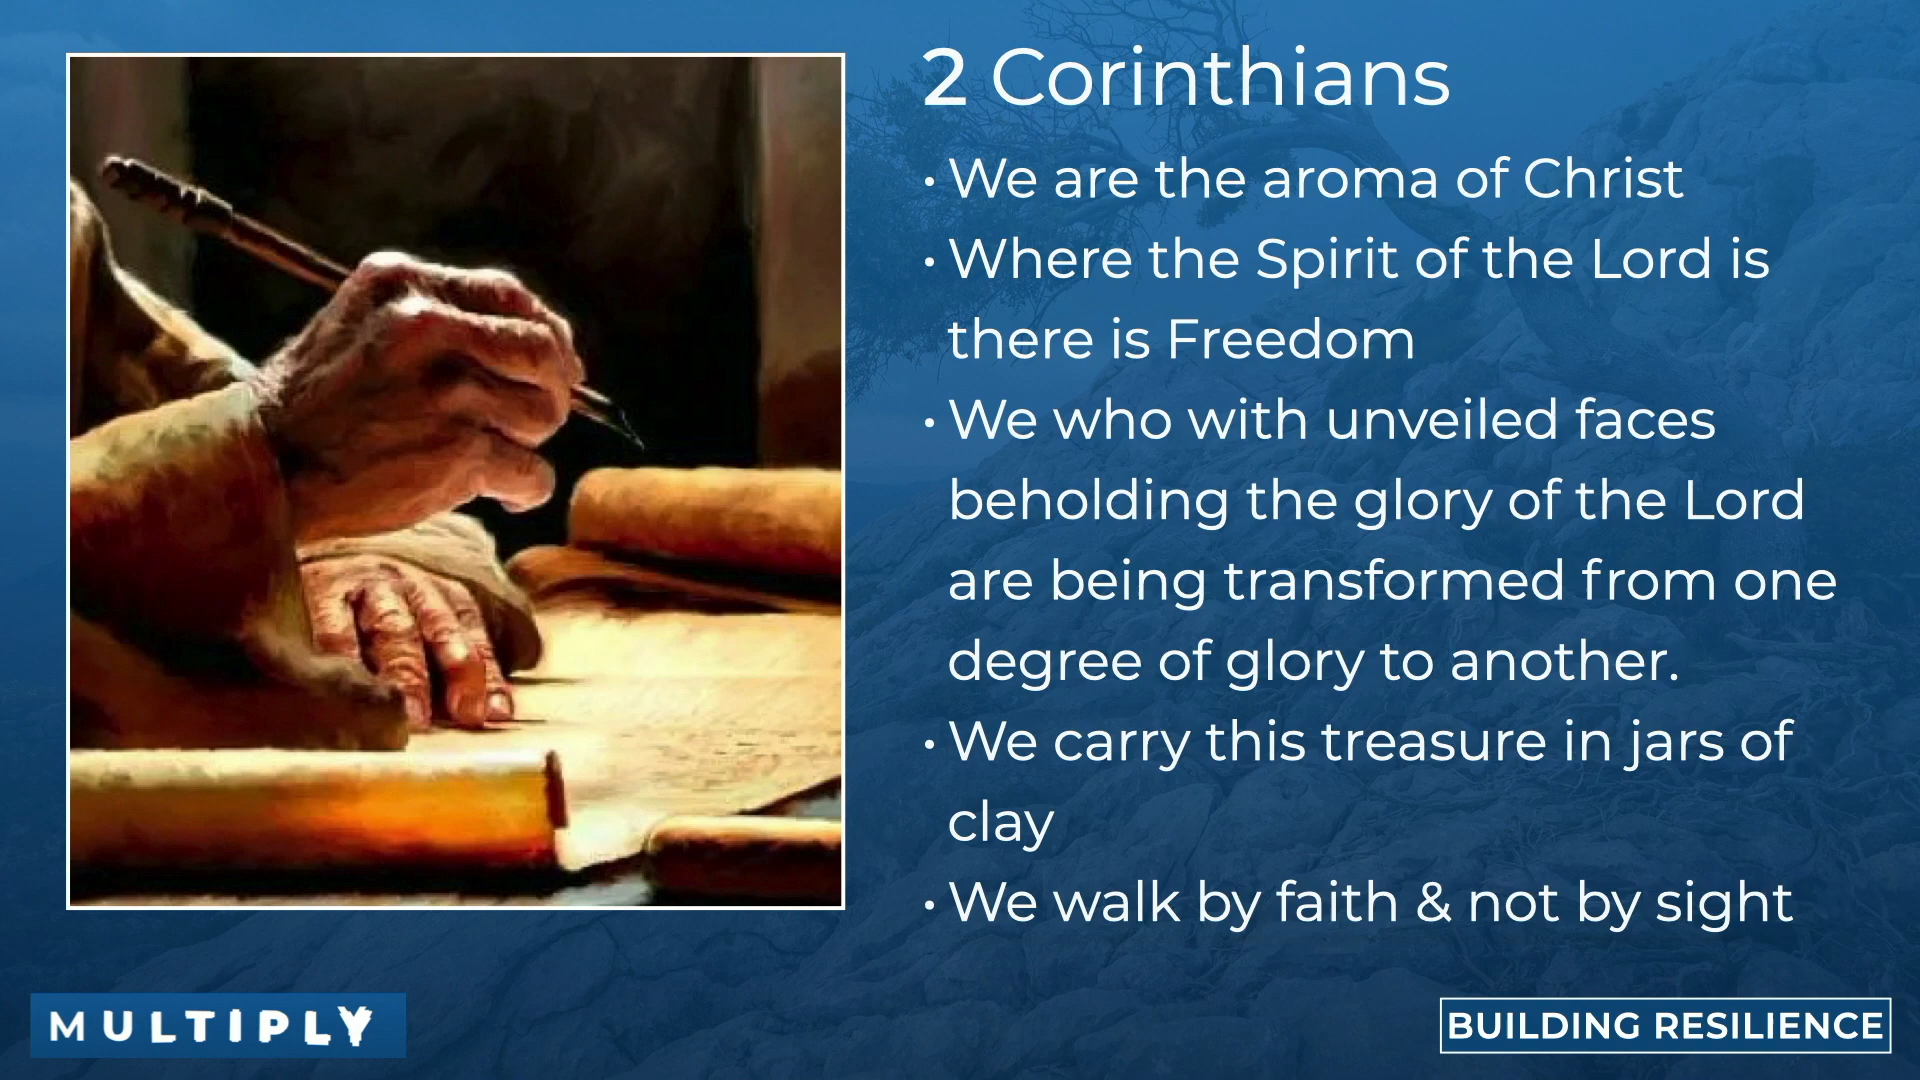 2 Corinthians
• We are the aroma of Christ
• Where the Spirit of the Lord is
there is Freedom
• We who with unveiled faces
beholding the glory of the Lord
are being transformed from one
degree of glory to another.
• We carry this treasure in jars of
clay
• We walk by faith & not by sight
MULTIPLY
BUILDING RESILIENCE